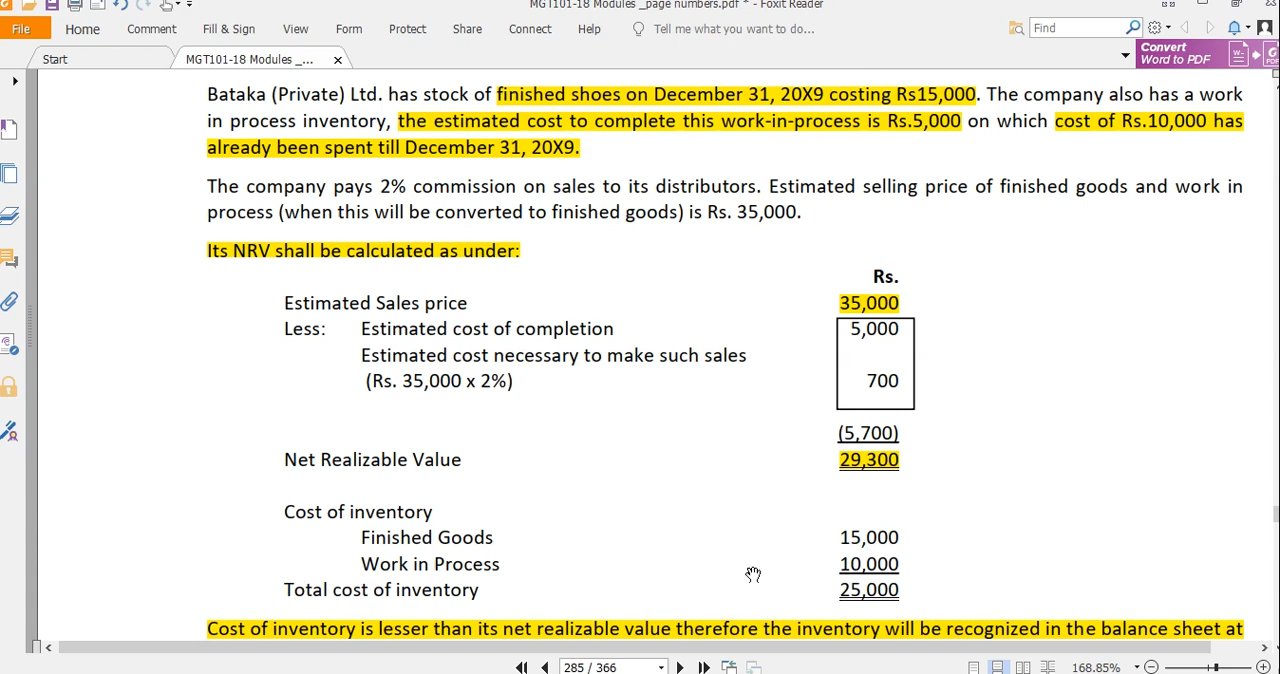 MGT101-18 Modules _page numbers.pdf * - Foxit Reader
File Home Comment Fill & Sign View Form Protect Share Connect Help Tell me what you want to do... Find
Start MGT101-18 Modules _... × Convert
Word to PDF
Bataka (Private) Ltd. has stock of finished shoes on December 31, 20X9 costing Rs15,000. The company also has a work
in process inventory, the estimated cost to complete this work-in-process is Rs.5,000 on which cost of Rs.10,000 has
already been spent till December 31, 20X9.
The company pays 2% commission on sales to its distributors. Estimated selling price of finished goods and work in
process (when this will be converted to finished goods) is Rs. 35,000.
Its NRV shall be calculated as under:
Rs.
Estimated Sales price 35,000
Less: Estimated cost of completion 5,000
Estimated cost necessary to make such sales
(Rs. 35,000 x 2%) 700
(5,700)
Net Realizable Value 29,300
Cost of inventory
Finished Goods 15,000
Work in Process 10,000
Total cost of inventory 25,000
Cost of inventory is lesser than its net realizable value therefore the inventory will be recognized in the balance sheet at
285 / 366 168.85%